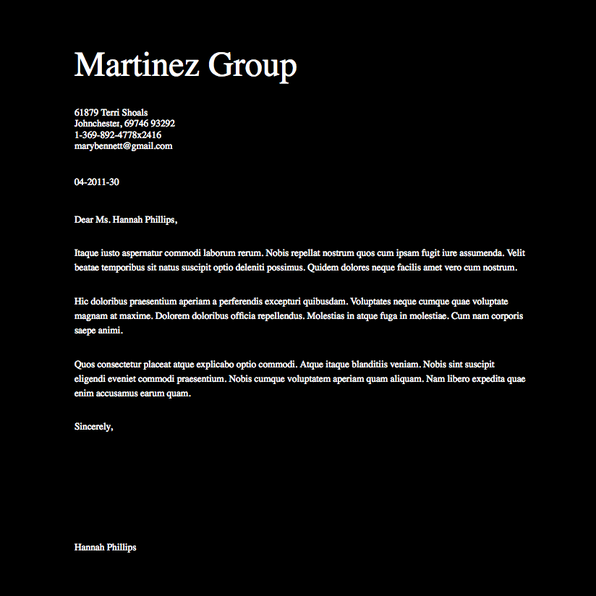 Martinez Group
61879 Terri Shoals
Johnchester, 69746 93292
1-369-892-4778x2416
marybennett@gmail.com
04-2011-30
Dear Ms. Hannah Phillips,
Itaque iusto aspernatur commodi laborum rerum. Nobis repellat nostrum quos cum ipsam fugit iure assumenda. Velit
beatae temporibus sit natus suscipit optio deleniti possimus. Quidem dolores neque facilis amet vero cum nostrum.
Hic doloribus praesentium aperiam a perferendis excepturi quibusdam. Voluptates neque cumque quae voluptate
magnam at maxime. Dolorem doloribus officia repellendus. Molestias in atque fuga in molestiae. Cum nam corporis
saepe animi.
Quos consectetur placeat atque explicabo optio commodi. Atque itaque blanditiis veniam. Nobis sint suscipit
eligendi eveniet commodi praesentium. Nobis cumque voluptatem aperiam quam aliquam. Nam libero expedita quae
enim accusamus earum quam.
Sincerely,
Hannah Phillips